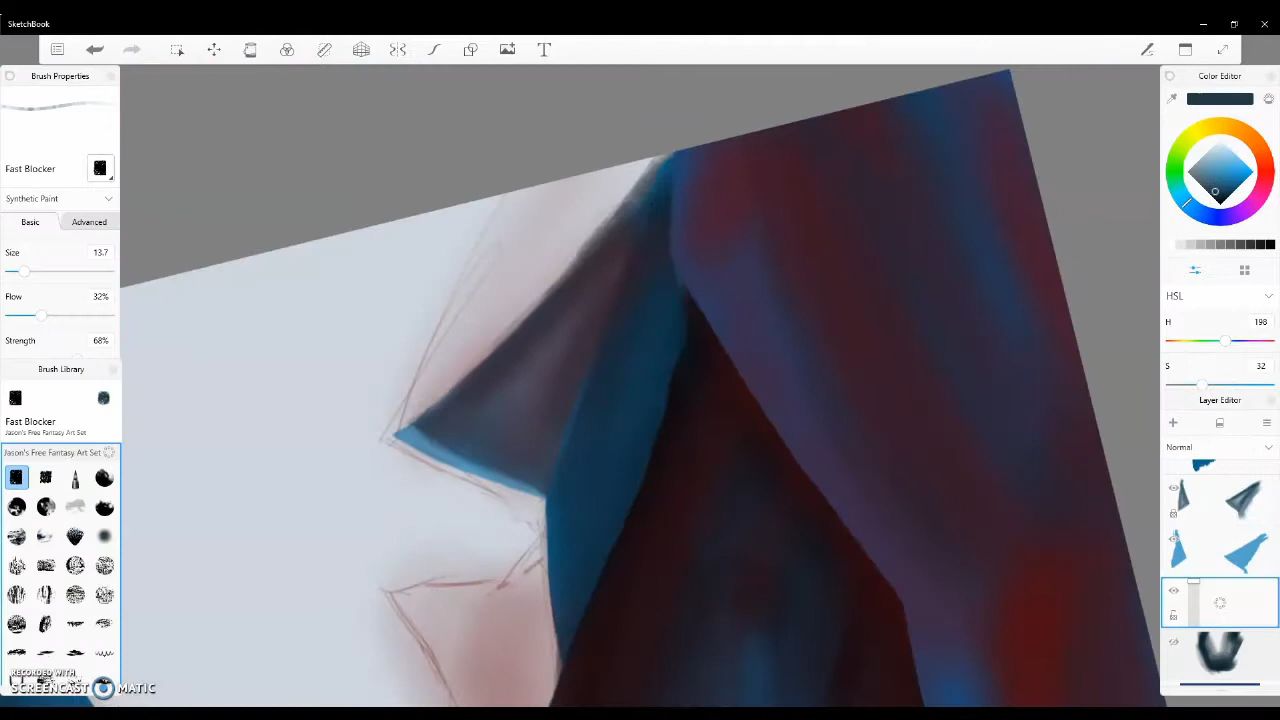 SketchBook
Brush Properties
Fast Blocker
Synthetic Paint
Basic
Advanced
Size
13.7
Flow
32%
Strength
68%
Brush Library
Fast Blocker
Jason's Free Fantasy Art Set
Jason's Free Fantasy Art Set
RECORDED WITH
SCREENCAST MATIC
Color Editor
HSL
H
198
S
32
Layer Editor
Normal